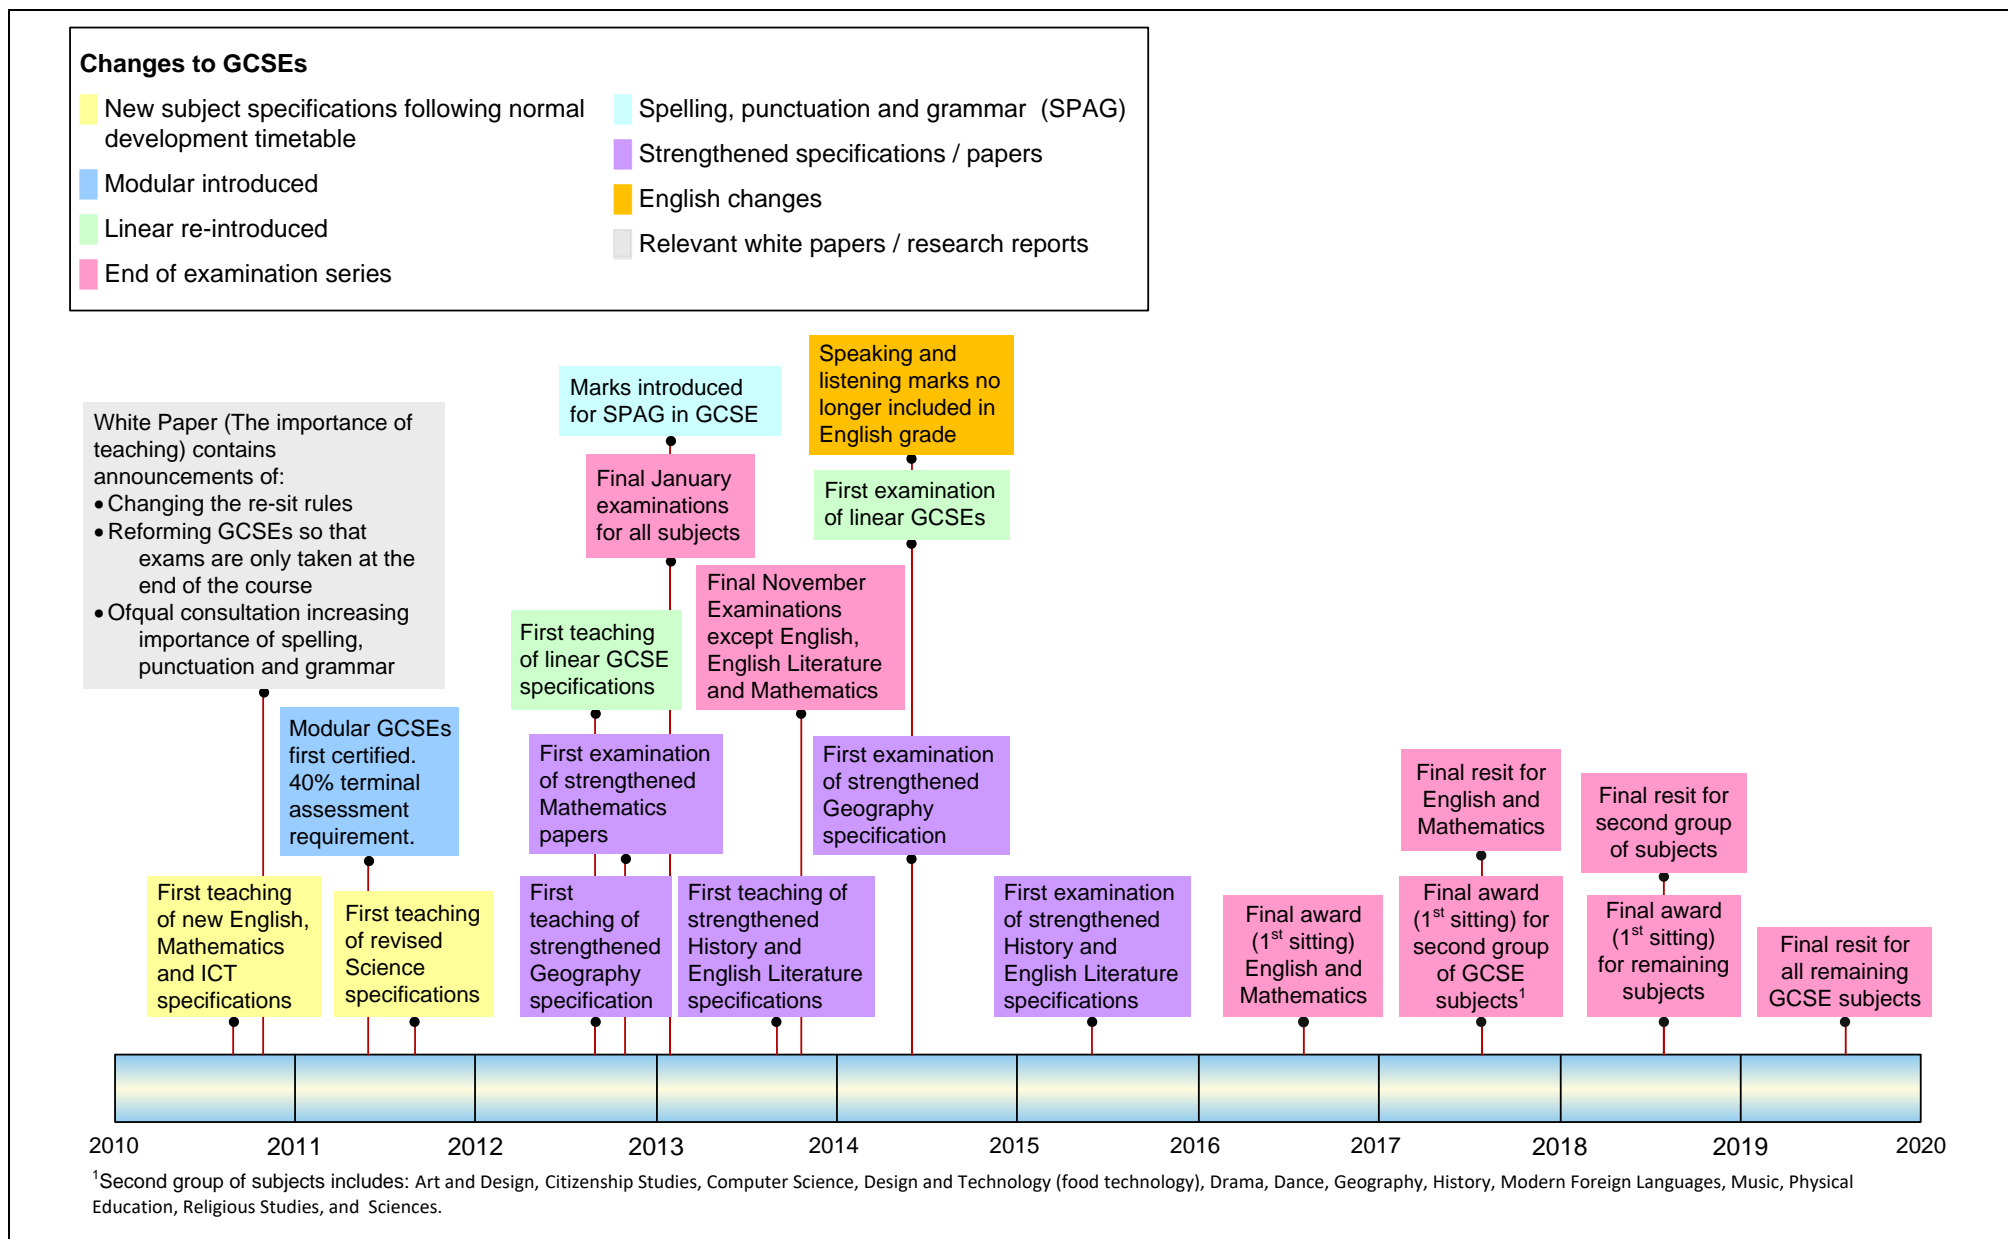 Changes to GCSEs
New subject specifications following normal
development timetable
Modular introduced
Linear re-introduced
End of examination series
Spelling, punctuation and grammar (SPAG)
Strengthened specifications / papers
English changes
Relevant white papers / research reports
White Paper (The importance of
teaching) contains
announcements of:
• Changing the re-sit rules
• Reforming GCSEs so that
exams are only taken at the
end of the course
• Ofqual consultation increasing
importance of spelling,
punctuation and grammar
Marks introduced
for SPAG in GCSE
Speaking and
listening marks no
longer included in
English grade
Final January
examinations
for all subjects
First examination
of linear GCSEs
First teaching
of linear GCSE
specifications
Final November
Examinations
except English,
English Literature
and Mathematics
Modular GCSEs
first certified.
40% terminal
assessment
requirement.
First examination
of strengthened
Mathematics
papers
First examination
of strengthened
Geography
specification
Final resit for
English and
Mathematics
Final resit for
second group
of subjects
First teaching
of new English,
Mathematics
and ICT
specifications
First teaching
of revised
Science
specifications
First
teaching of
strengthened
Geography
specification
First teaching of
strengthened
History and
English Literature
specifications
First examination
of strengthened
History and
English Literature
specifications
Final award
(1st sitting)
English and
Mathematics
Final award
(1st sitting) for
second group
of GCSE
subjects1
Final award
(1st sitting)
for remaining
subjects
Final resit for
all remaining
GCSE subjects
2010 2011 2012 2013 2014 2015 2016 2017 2018 2019 2020
1Second group of subjects includes: Art and Design, Citizenship Studies, Computer Science, Design and Technology (food technology), Drama, Dance, Geography, History, Modern Foreign Languages, Music, Physical
Education, Religious Studies, and Sciences.